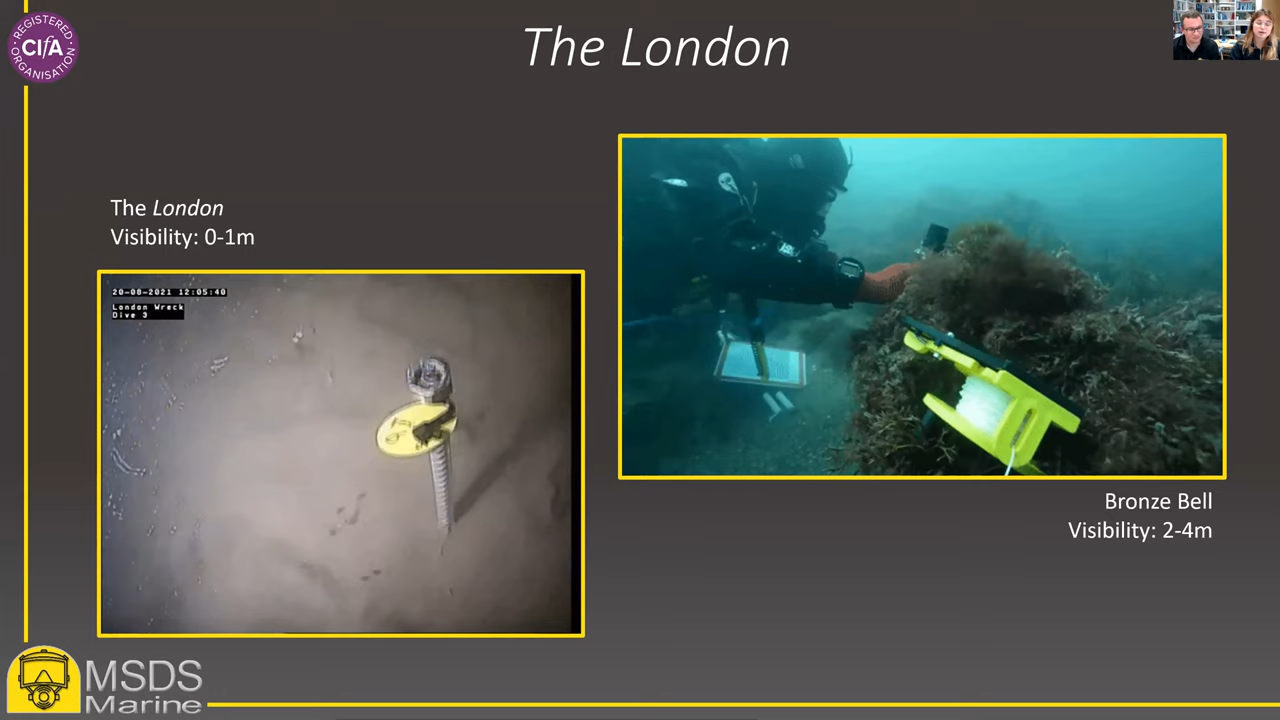 REGISTERED
CIfA
ORGANISATION
The London
The London
Visibility: 0-1m
20-08-2021 12:05:40
London Wreck
Dive 3
Bronze Bell
Visibility: 2-4m
MSDS
Marine